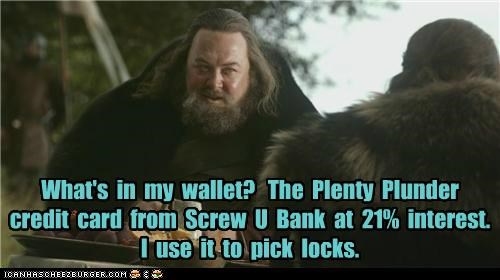 What's in my wallet? The Plenty Plunder
credit card from Screw U Bank at 21% interest.
I use it to pick locks.
ICANHASCHEEZBURGER.COM